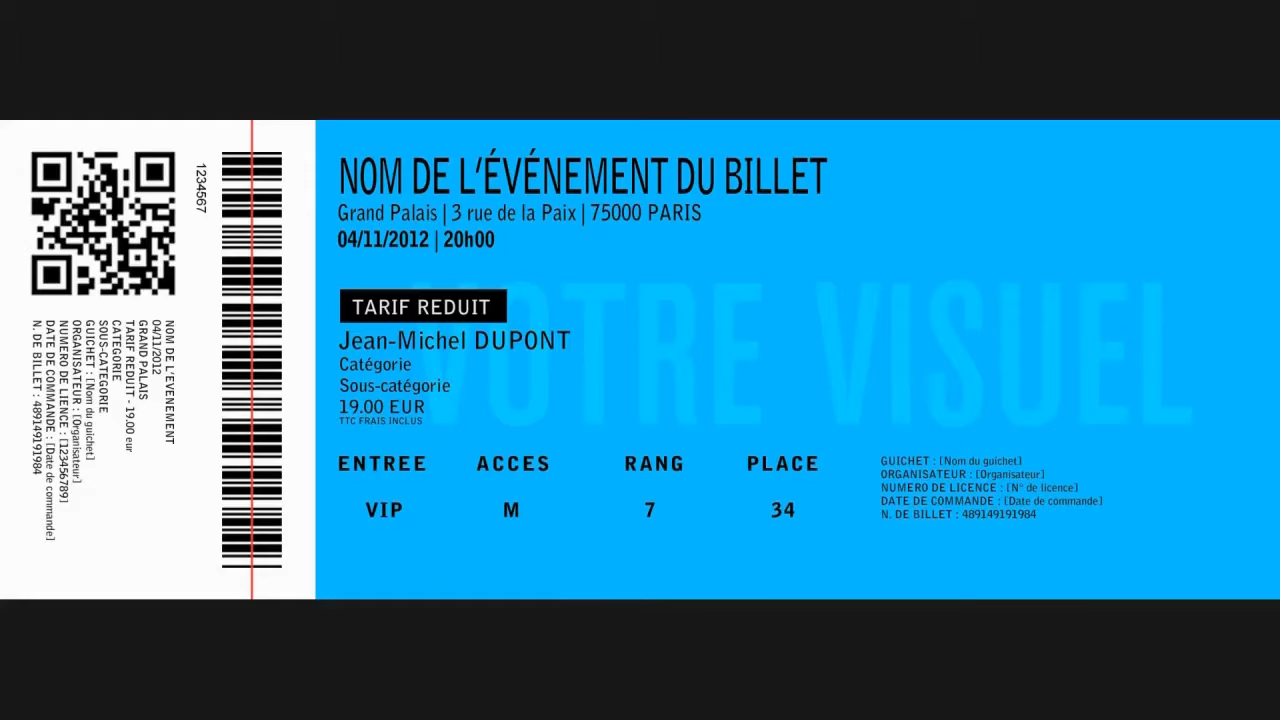 1234567
NOM DE L'EVENEMENT
04/11/2012
GRAND PALAIS
TARIF REDUIT - 19.00 eur
CATEGORIE
SOUS-CATEGORIE
GUICHET : [Nom du guichet]
ORGANISATEUR : [Organisateur]
NUMERO DE LIENCE : [123456789]
DATE DE COMMANDE : [Date de commande]
N. DE BILLET : 489149191984
NOM DE L'ÉVÉNEMENT DU BILLET
Grand Palais | 3 rue de la Paix | 75000 PARIS
04/11/2012 | 20h00
VOTRE VISUEL
TARIF REDUIT
Jean-Michel DUPONT
Catégorie
Sous-catégorie
19.00 EUR
TTC FRAIS INCLUS
ENTREE ACCES RANG PLACE
VIP M 7 34
GUICHET : [Nom du guichet]
ORGANISATEUR : [Organisateur]
NUMERO DE LICENCE : [N° de licence]
DATE DE COMMANDE : [Date de commande]
N. DE BILLET : 489149191984